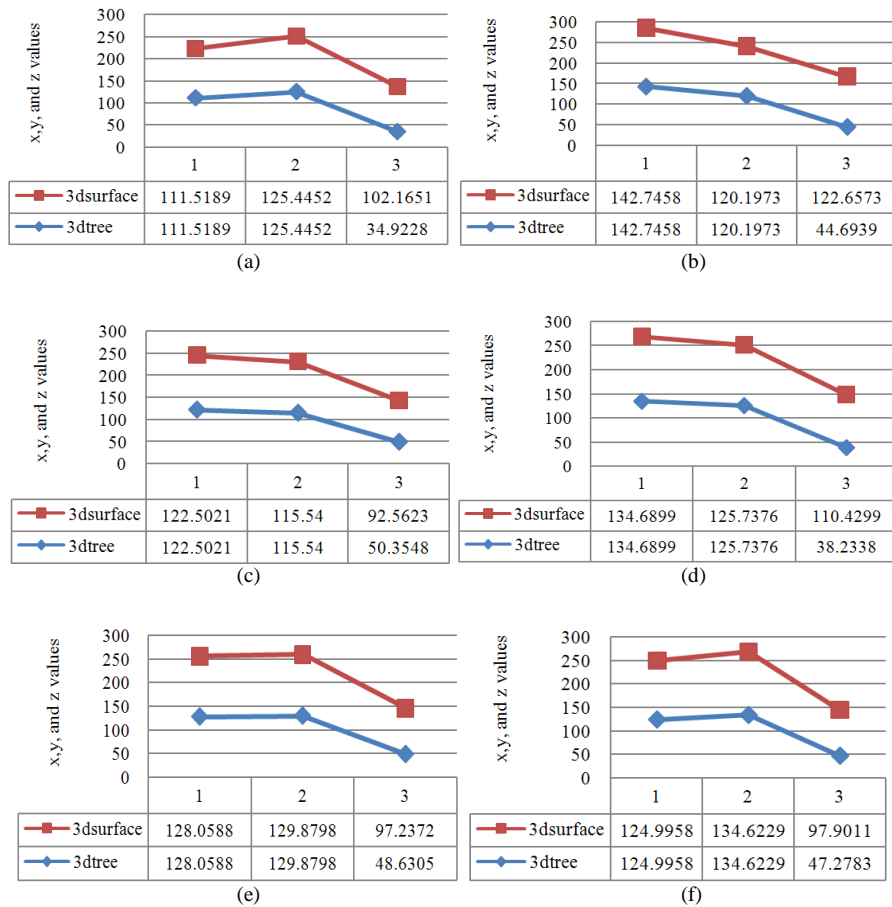 x,y, and z values
300
250
200
150
100
50
0
1 2 3
3dsurface 111.5189 125.4452 102.1651
3dtree 111.5189 125.4452 34.9228
(a)
x,y, and z values
300
250
200
150
100
50
0
1 2 3
3dsurface 142.7458 120.1973 122.6573
3dtree 142.7458 120.1973 44.6939
(b)
x,y, and z values
300
250
200
150
100
50
0
1 2 3
3dsurface 122.5021 115.54 92.5623
3dtree 122.5021 115.54 50.3548
(c)
x,y, and z values
300
250
200
150
100
50
0
1 2 3
3dsurface 134.6899 125.7376 110.4299
3dtree 134.6899 125.7376 38.2338
(d)
x,y, and z values
300
250
200
150
100
50
0
1 2 3
3dsurface 128.0588 129.8798 97.2372
3dtree 128.0588 129.8798 48.6305
(e)
x,y, and z values
300
250
200
150
100
50
0
1 2 3
3dsurface 124.9958 134.6229 97.9011
3dtree 124.9958 134.6229 47.2783
(f)